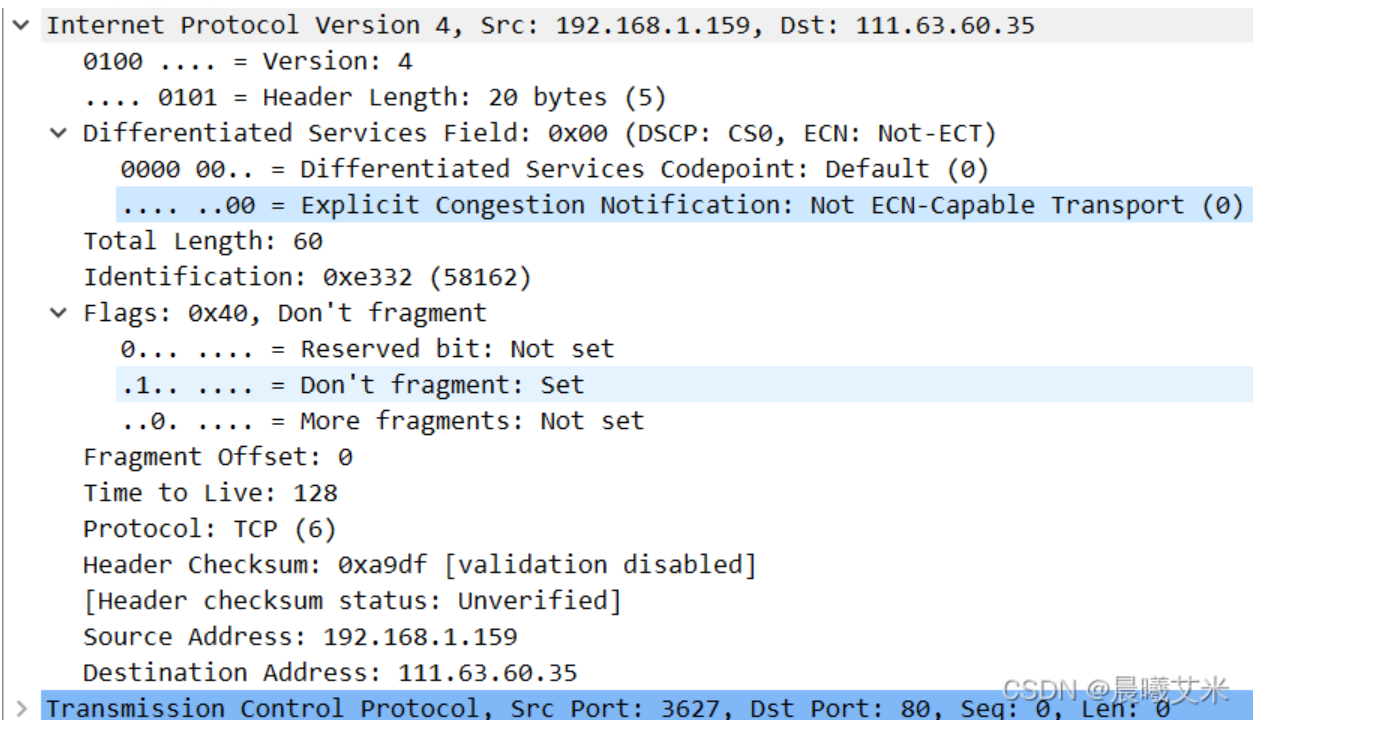 Internet Protocol Version 4, Src: 192.168.1.159, Dst: 111.63.60.35
0100 .... = Version: 4
.... 0101 = Header Length: 20 bytes (5)
Differentiated Services Field: 0x00 (DSCP: CS0, ECN: Not-ECT)
0000 00.. = Differentiated Services Codepoint: Default (0)
.... ..00 = Explicit Congestion Notification: Not ECN-Capable Transport (0)
Total Length: 60
Identification: 0xe332 (58162)
Flags: 0x40, Don't fragment
0... .... = Reserved bit: Not set
.1.. .... = Don't fragment: Set
..0. .... = More fragments: Not set
Fragment Offset: 0
Time to Live: 128
Protocol: TCP (6)
Header Checksum: 0xa9df [validation disabled]
[Header checksum status: Unverified]
Source Address: 192.168.1.159
Destination Address: 111.63.60.35
CSDN @晨曦艾米
Transmission Control Protocol, Src Port: 3627, Dst Port: 80, Seq: 0, Len: 0